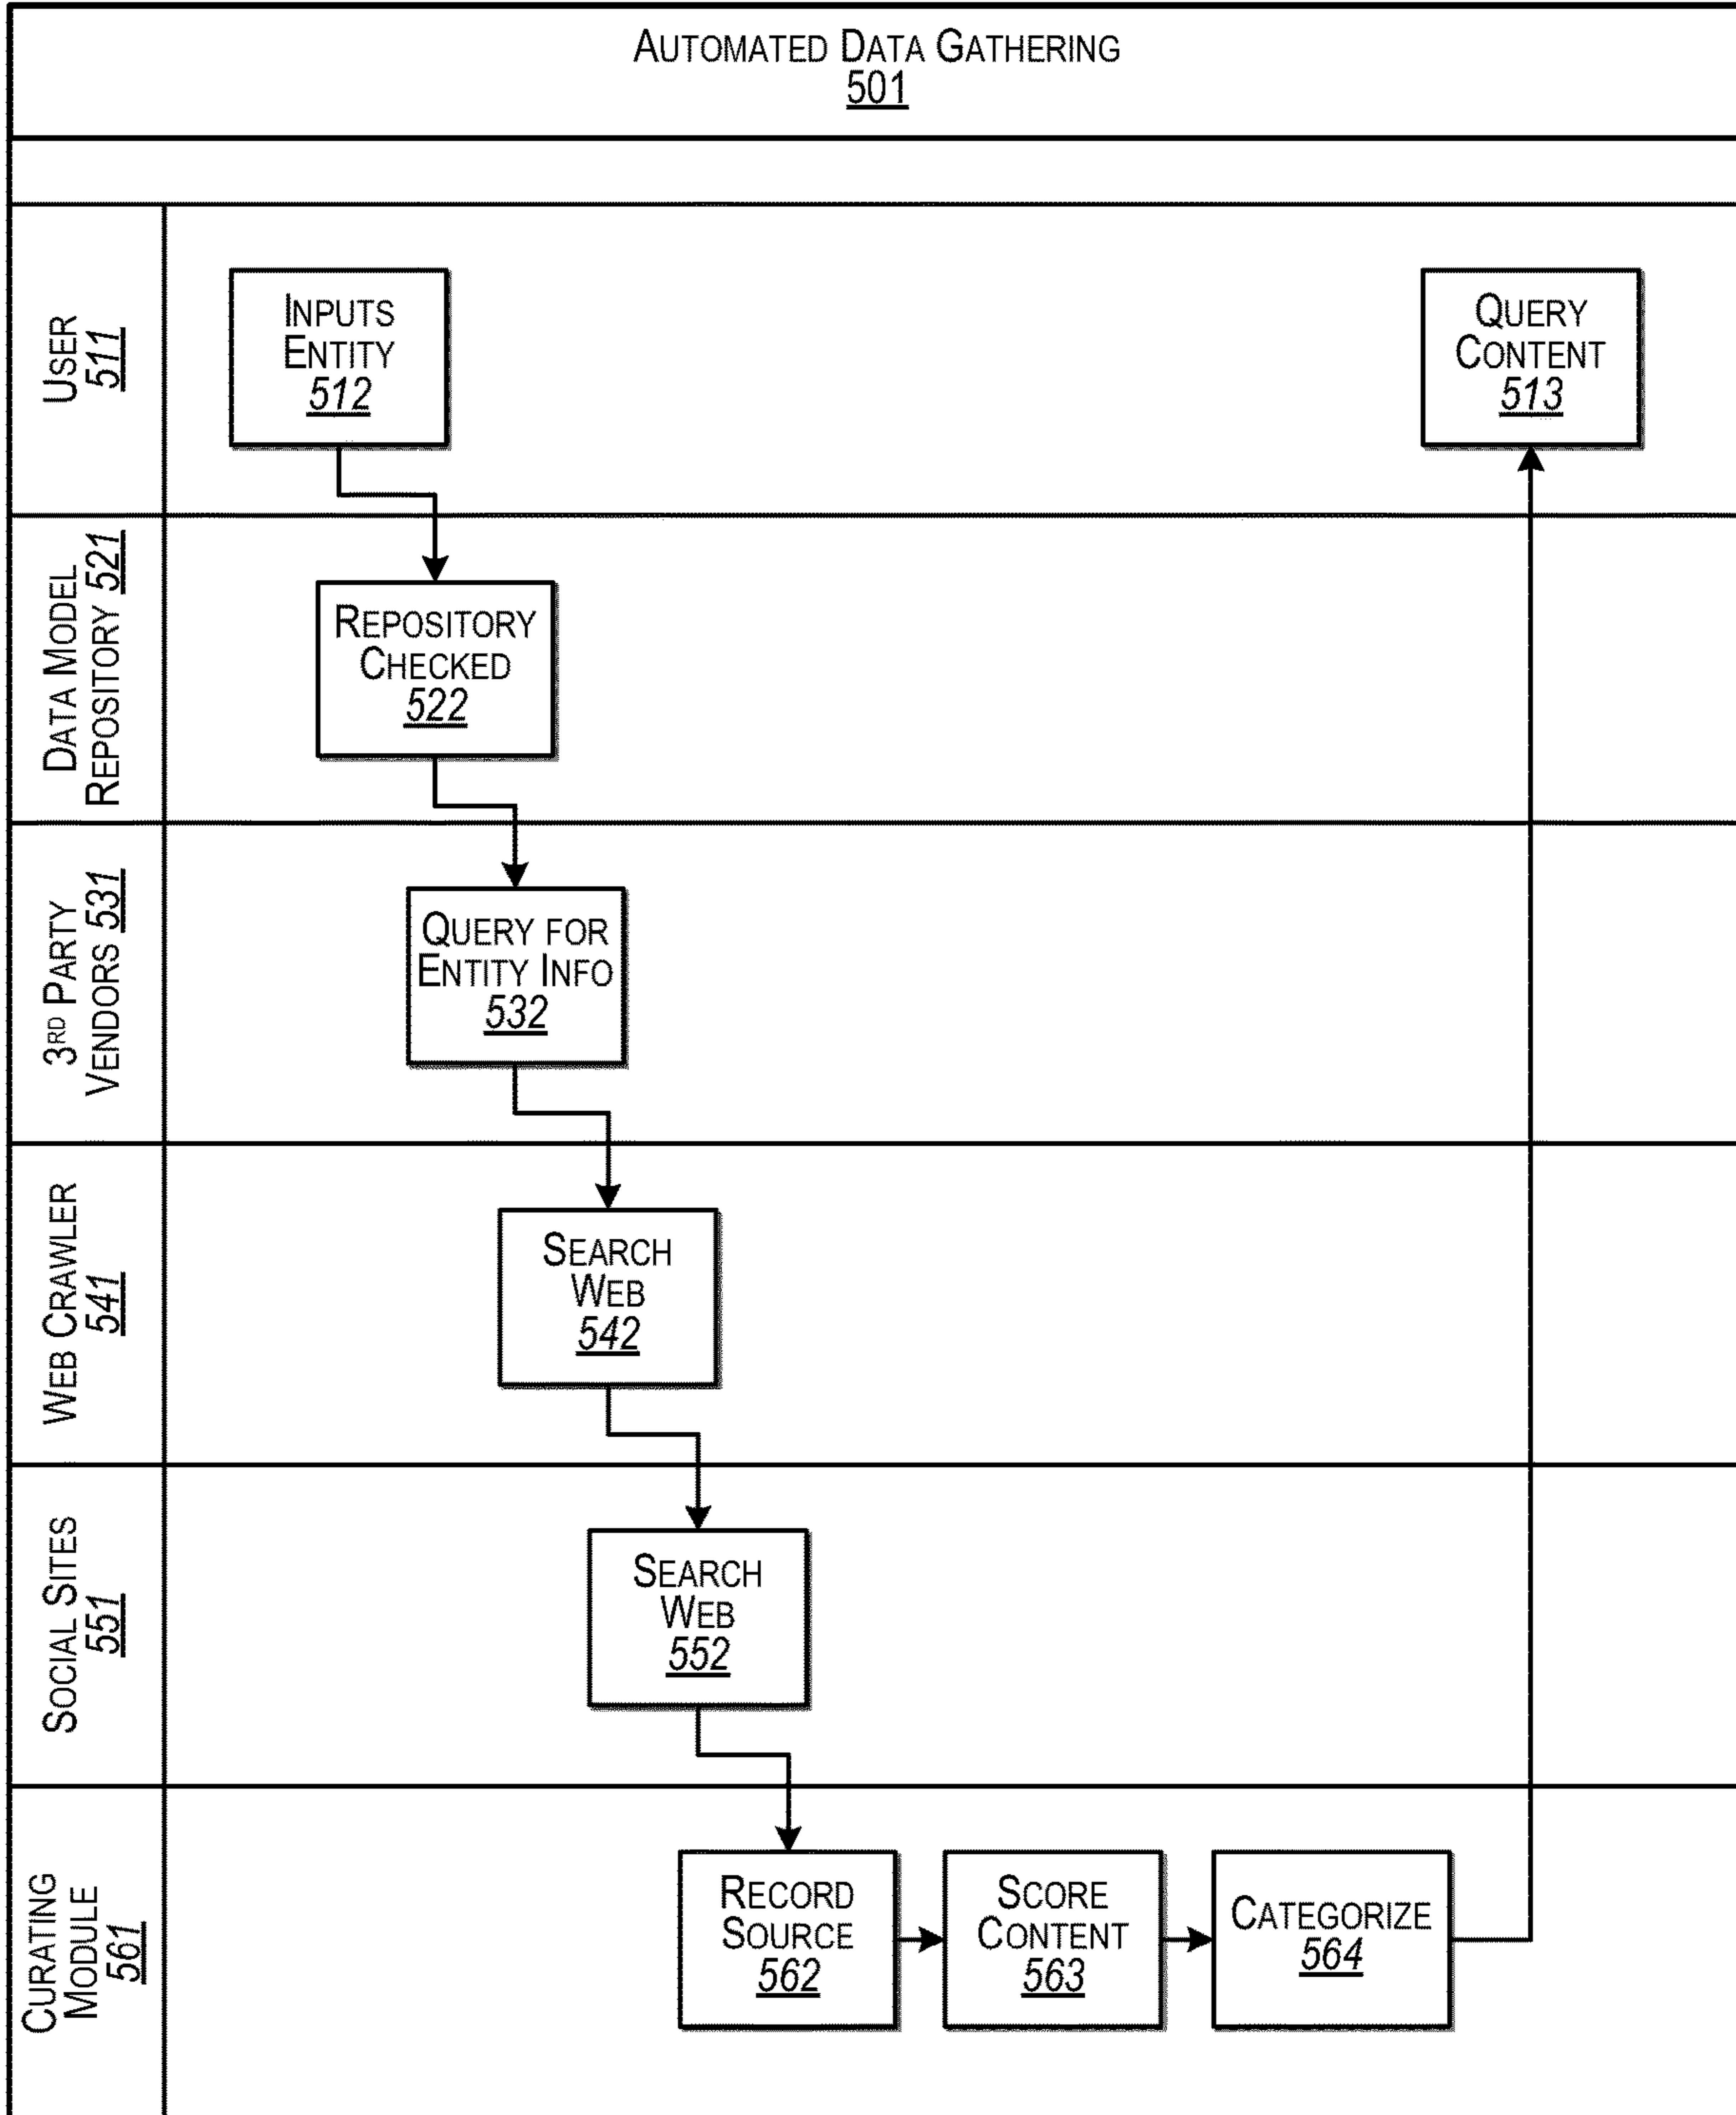 AUTOMATED DATA GATHERING
501
USER
511
INPUTS
ENTITY
512
QUERY
CONTENT
513
DATA MODEL
REPOSITORY 521
REPOSITORY
CHECKED
522
3RD PARTY
VENDORS 531
QUERY FOR
ENTITY INFO
532
WEB CRAWLER
541
SEARCH
WEB
542
SOCIAL SITES
551
SEARCH
WEB
552
CURATING
MODULE
561
RECORD
SOURCE
562
SCORE
CONTENT
563
CATEGORIZE
564